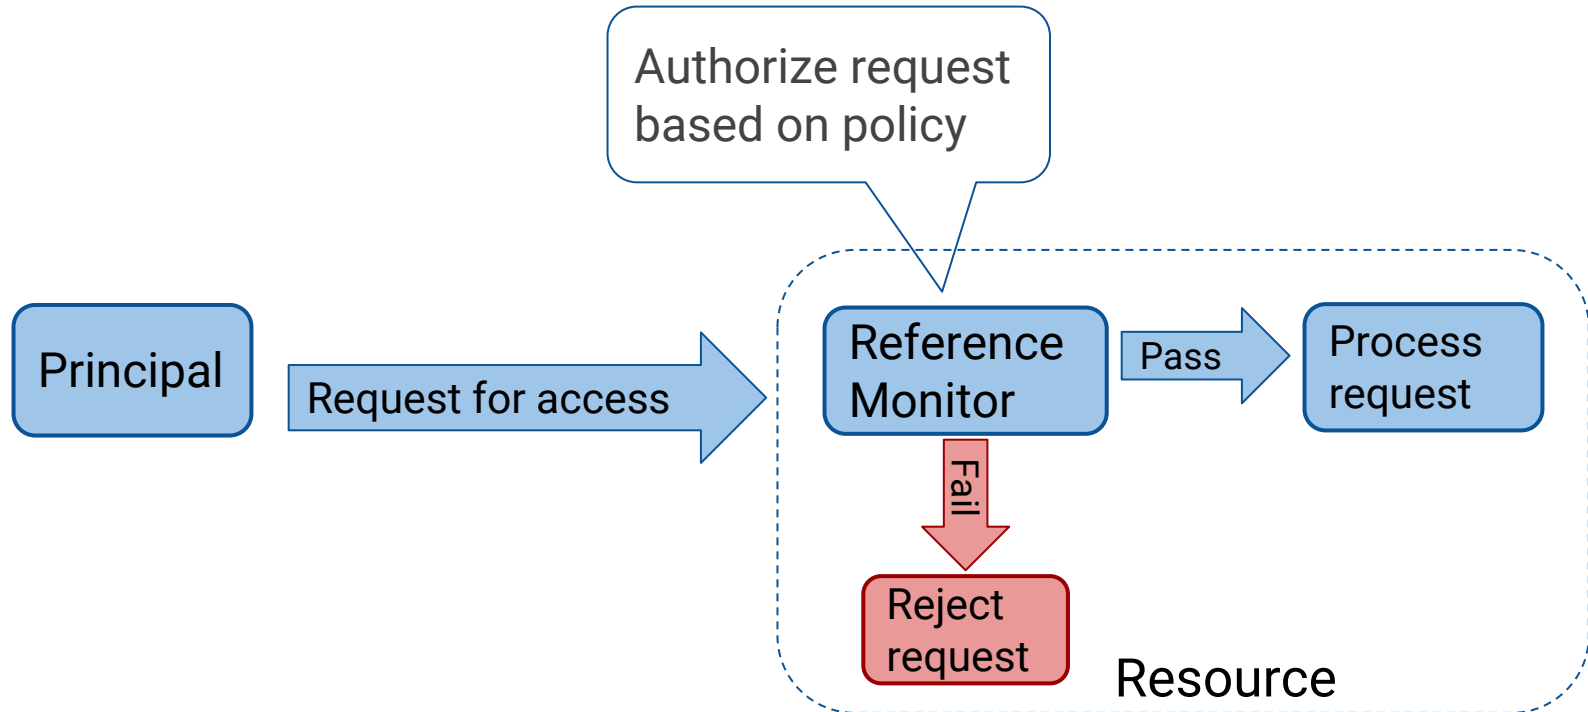 Authorize request
based on policy
Principal
Request for access
Reference
Monitor
Pass
Process
request
Fail
Reject
request
Resource